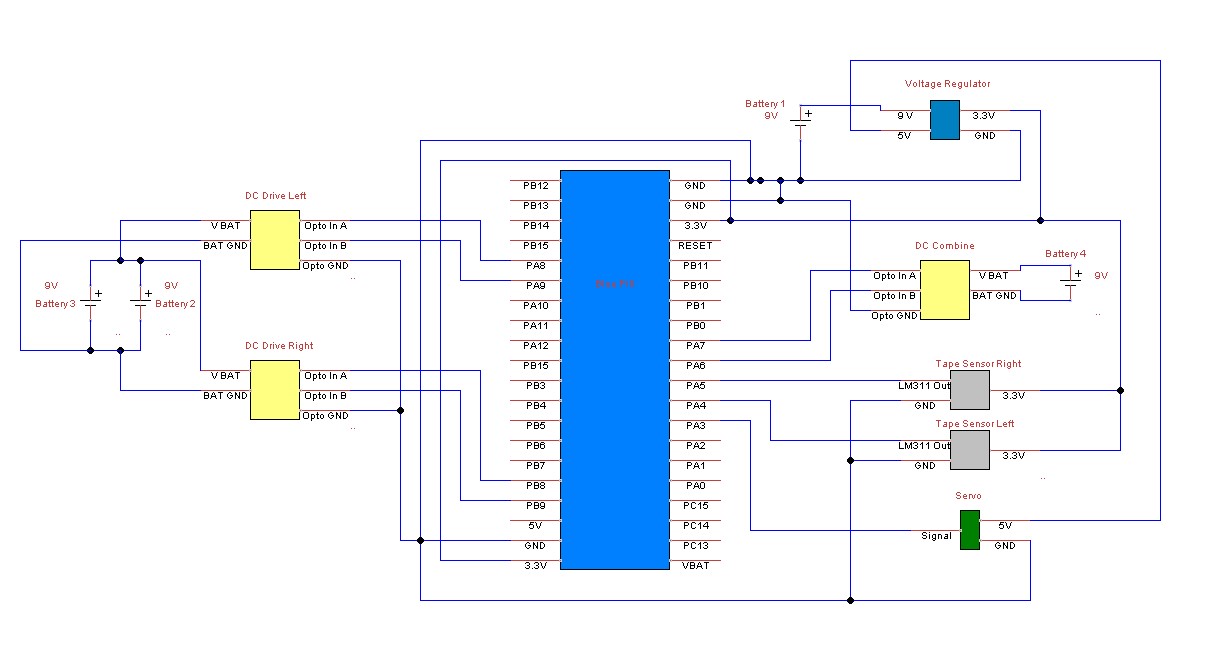 Voltage Regulator
Battery 1
9V
+
9V
3.3V
5V
GND
DC Drive Left
V BAT
Opto In A
BAT GND
Opto In B
Opto GND
..
9V
Battery 3
+
9V
Battery 2
+
..
..
DC Drive Right
V BAT
Opto In A
BAT GND
Opto In B
Opto GND
..
PB12
PB13
PB14
PB15
PA8
PA9
PA10
PA11
PA12
PB15
PB3
PB4
PB5
PB6
PB7
PB8
PB9
5V
GND
3.3V
GND
GND
3.3V
RESET
PB11
PB10
PB1
PB0
PA7
PA6
PA5
PA4
PA3
PA2
PA1
PA0
PC15
PC14
PC13
VBAT
DC Combine
Opto In A
V BAT
Opto In B
BAT GND
Opto GND
Battery 4
+
9V
..
Tape Sensor Right
LM311 Out
GND
3.3V
Tape Sensor Left
LM311 Out
GND
3.3V
..
Servo
Signal
5V
GND